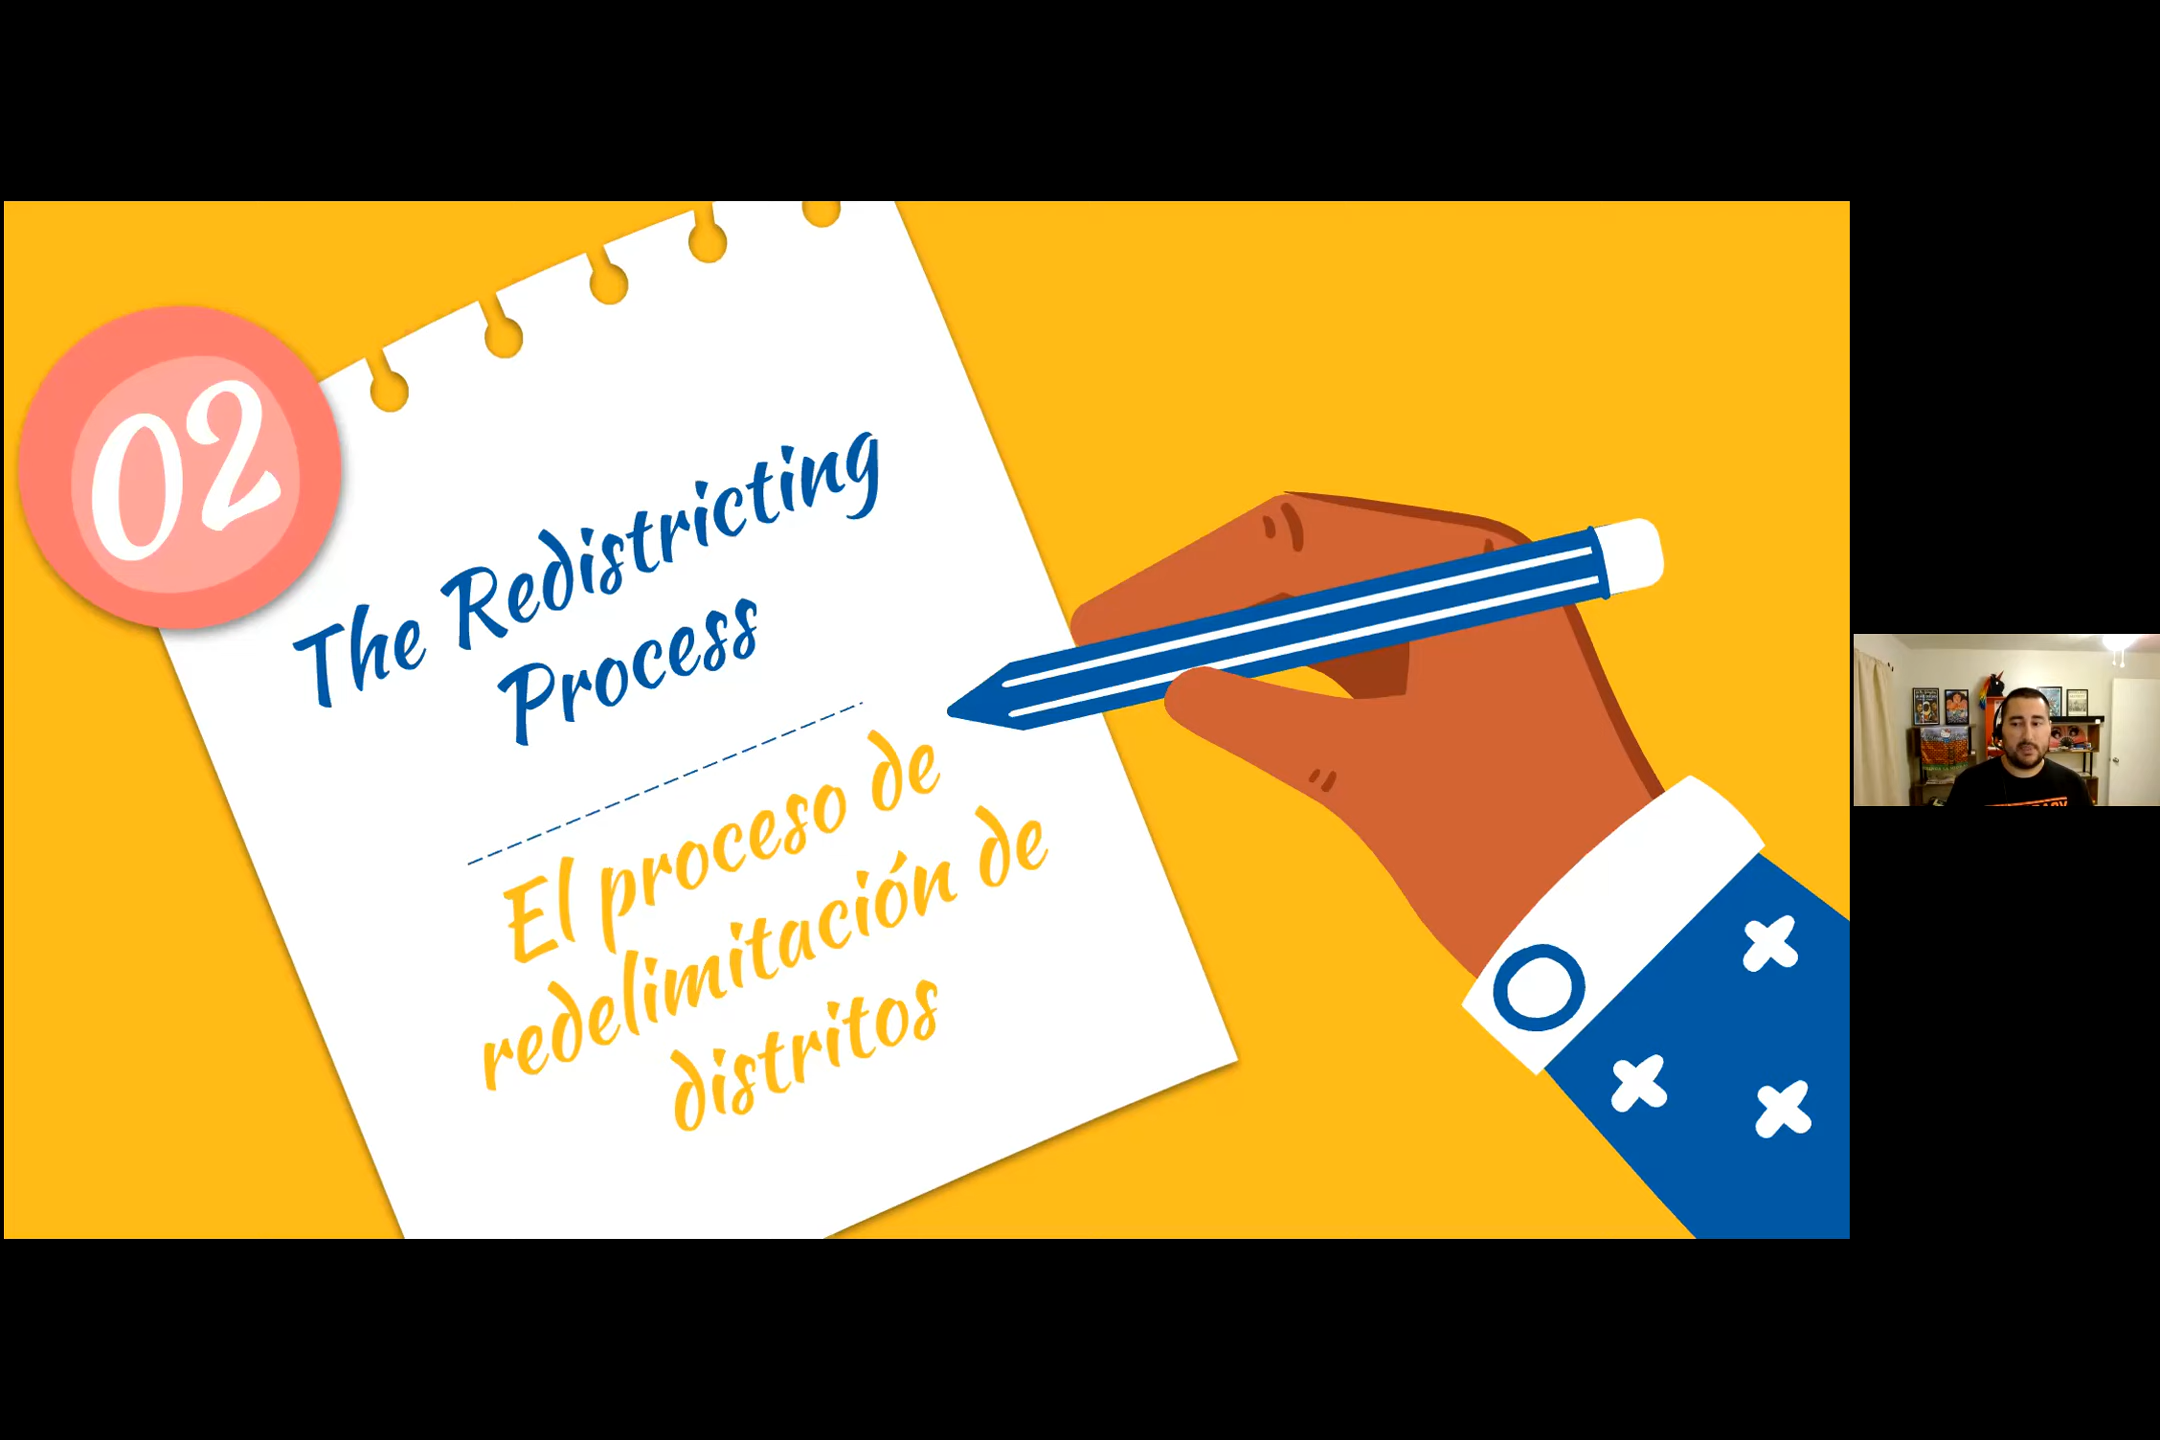 02
The Redistricting
Process
El proceso de
redelimitación de
distritos